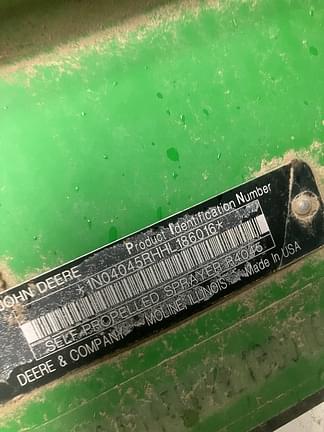 JOHN DEERE Product Identification Number
*1N04045RHHL186016*
SELF PROPELLED SPRAYER R4045
DEERE & COMPANY MOLINE, ILLINOIS Made In USA